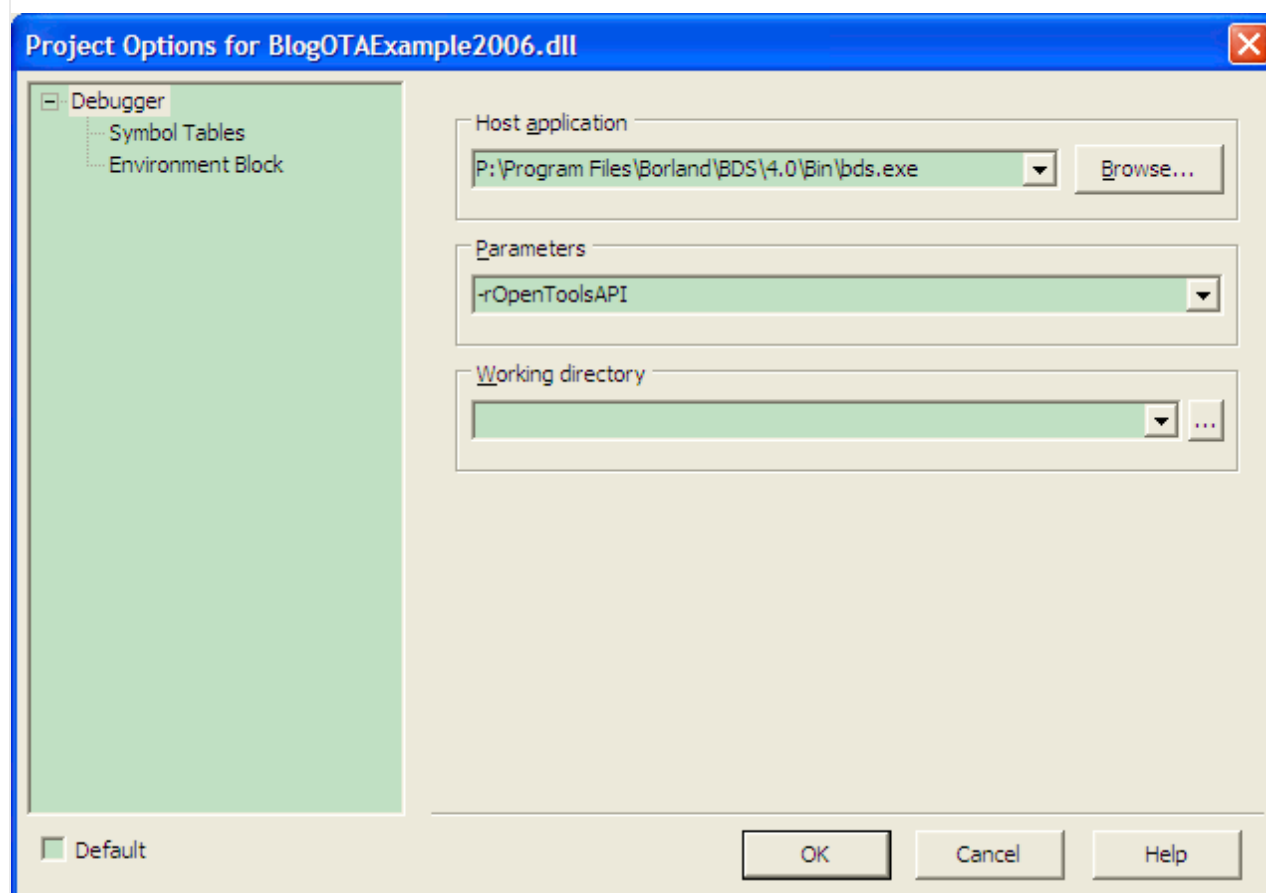 Project Options for BlogOTAExample2006.dll
Debugger
Symbol Tables
Environment Block
Host application
P:\Program Files\Borland\BDS\4.0\Bin\bds.exe
Browse...
Parameters
-rOpenToolsAPI
Working directory
...
Default
OK
Cancel
Help